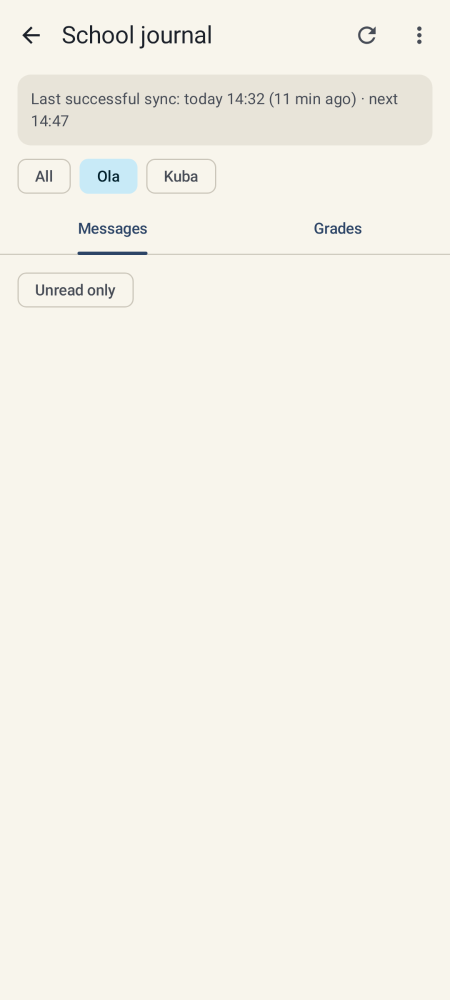 School journal
Last successful sync: today 14:32 (11 min ago) · next
14:47
All
Ola
Kuba
Messages
Grades
Unread only